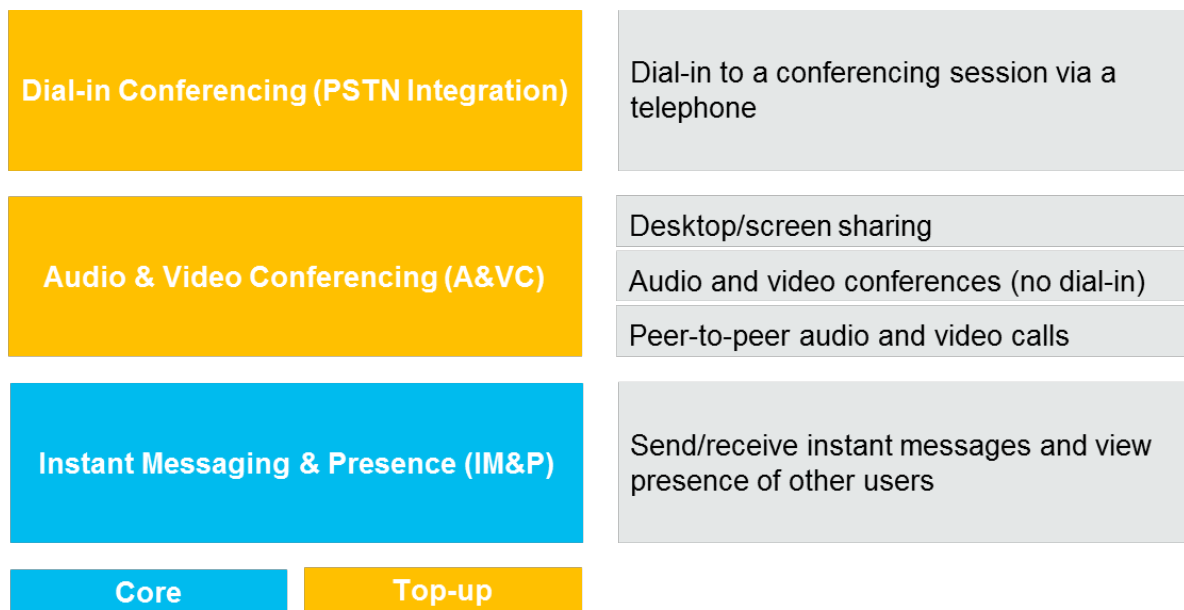 Dial-in Conferencing (PSTN Integration)
Dial-in to a conferencing session via a
telephone
Audio & Video Conferencing (A&VC)
Desktop/screen sharing
Audio and video conferences (no dial-in)
Peer-to-peer audio and video calls
Instant Messaging & Presence (IM&P)
Send/receive instant messages and view
presence of other users
Core
Top-up